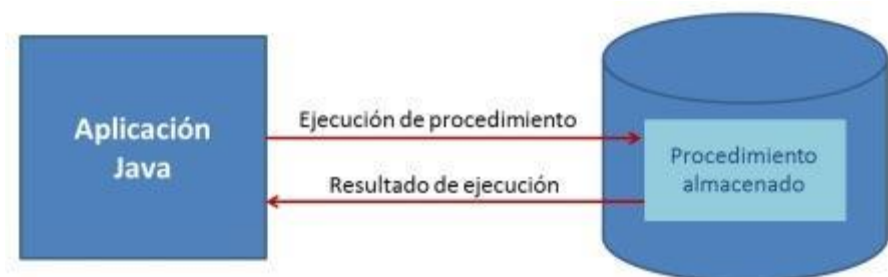 Aplicación
Java
Ejecución de procedimiento
Resultado de ejecución
Procedimiento
almacenado